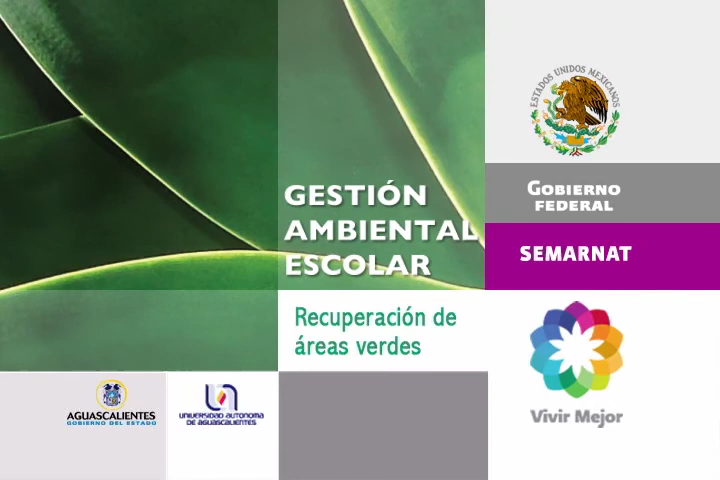 GESTIÓN
AMBIENTAL
ESCOLAR
Recuperación de
áreas verdes
ESTADOS UNIDOS MEXICANOS
GOBIERNO
FEDERAL
SEMARNAT
Vivir Mejor
AGUASCALIENTES
GOBIERNO DEL ESTADO
UNIVERSIDAD AUTONOMA
DE AGUASCALIENTES